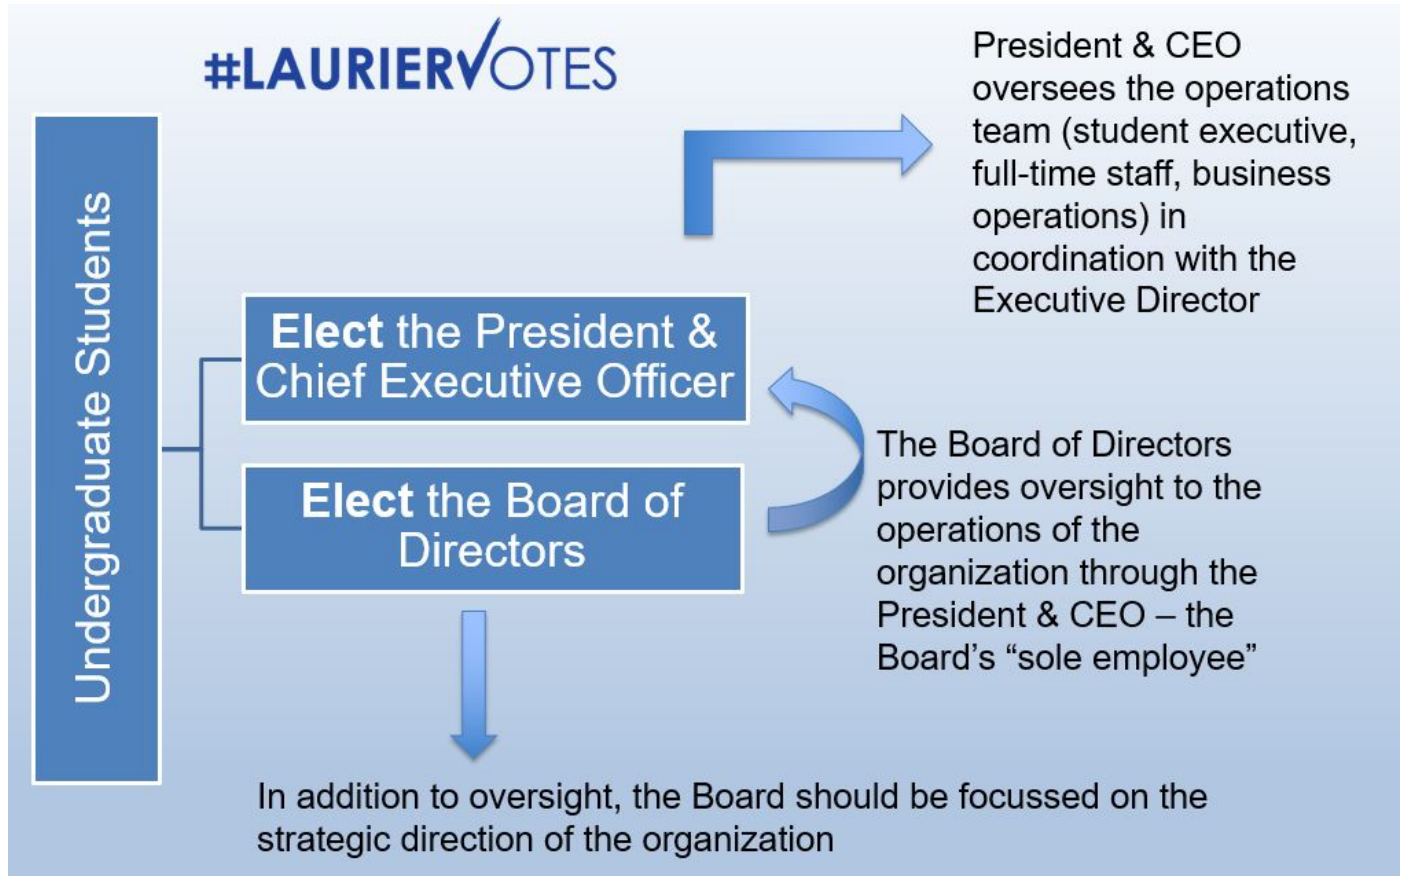 #LAURIERVOTES
President & CEO
oversees the operations
team (student executive,
full-time staff, business
operations) in
coordination with the
Executive Director
Undergraduate Students
Elect the President &
Chief Executive Officer
Elect the Board of
Directors
The Board of Directors
provides oversight to the
operations of the
organization through the
President & CEO – the
Board’s “sole employee”
In addition to oversight, the Board should be focussed on the
strategic direction of the organization